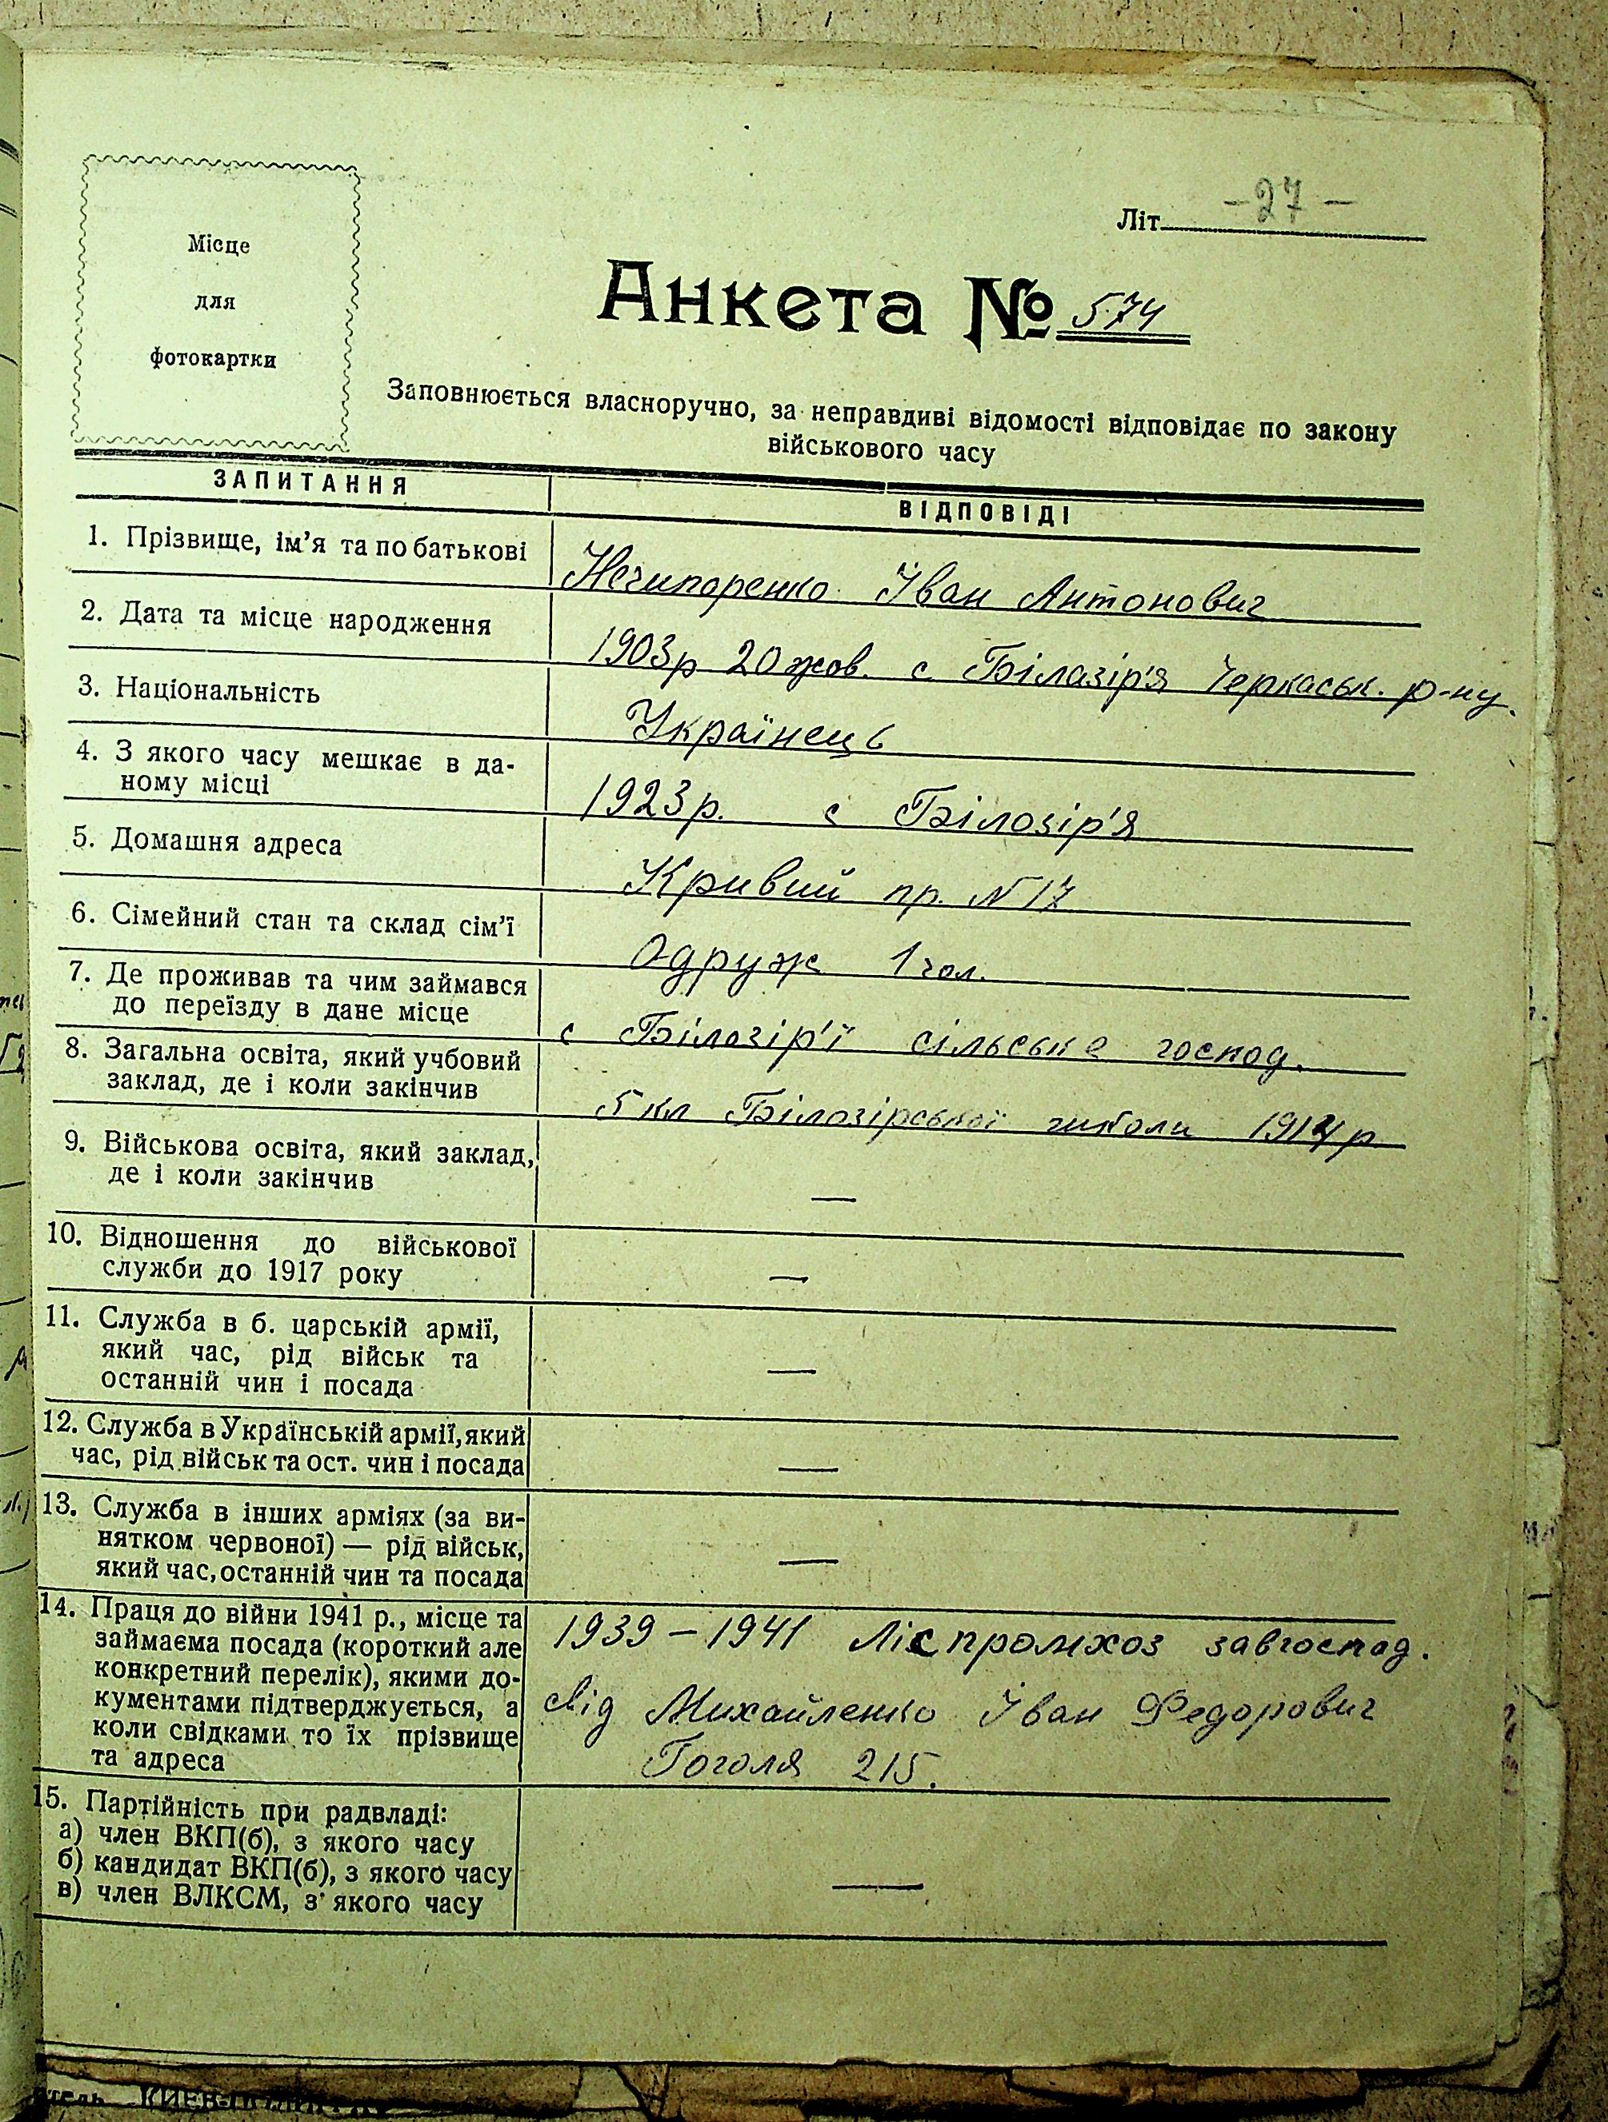 Місце
для
фотокартки
Літ. -27-
Анкета № 574
Заповнюється власноручно, за неправдиві відомості відповідає по закону
військового часу
ЗАПИТАННЯ
ВІДПОВІДІ
1. Прізвище, ім'я та по батькові
Нечипоренко Іван Антонович
2. Дата та місце народження
1903р 20 жов. с Білазір'я Черкаськ. р-ну.
3. Національність
Українець
4. З якого часу мешкає в да-
ному місці
1923р. с Білозір'я
5. Домашня адреса
Кривий пр. N 17
6. Сімейний стан та склад сім'ї
Одруж 1 чол.
7. Де проживав та чим займався
до переїзду в дане місце
с Білозір'ї сільське господ.
8. Загальна освіта, який учбовий
заклад, де і коли закінчив
5 кл Білозірської школи 1914р
9. Військова освіта, який заклад,
де і коли закінчив
—
10. Відношення до військової
служби до 1917 року
—
11. Служба в б. царській армії,
який час, рід військ та
останній чин і посада
—
12. Служба в Українській армії, який
час, рід військ та ост. чин і посада
—
13. Служба в інших арміях (за ви-
нятком червоної) — рід військ,
який час, останній чин та посада
—
14. Праця до війни 1941 р., місце та
займаєма посада (короткий але
конкретний перелік), якими до-
кументами підтверджується, а
коли свідками то їх прізвище
та адреса
1939 – 1941 Ліспромхоз завгоспод.
свід Михайленко Іван Федорович
Гоголя 215.
15. Партійність при радвладі:
а) член ВКП(б), з якого часу
б) кандидат ВКП(б), з якого часу
в) член ВЛКСМ, з якого часу
—